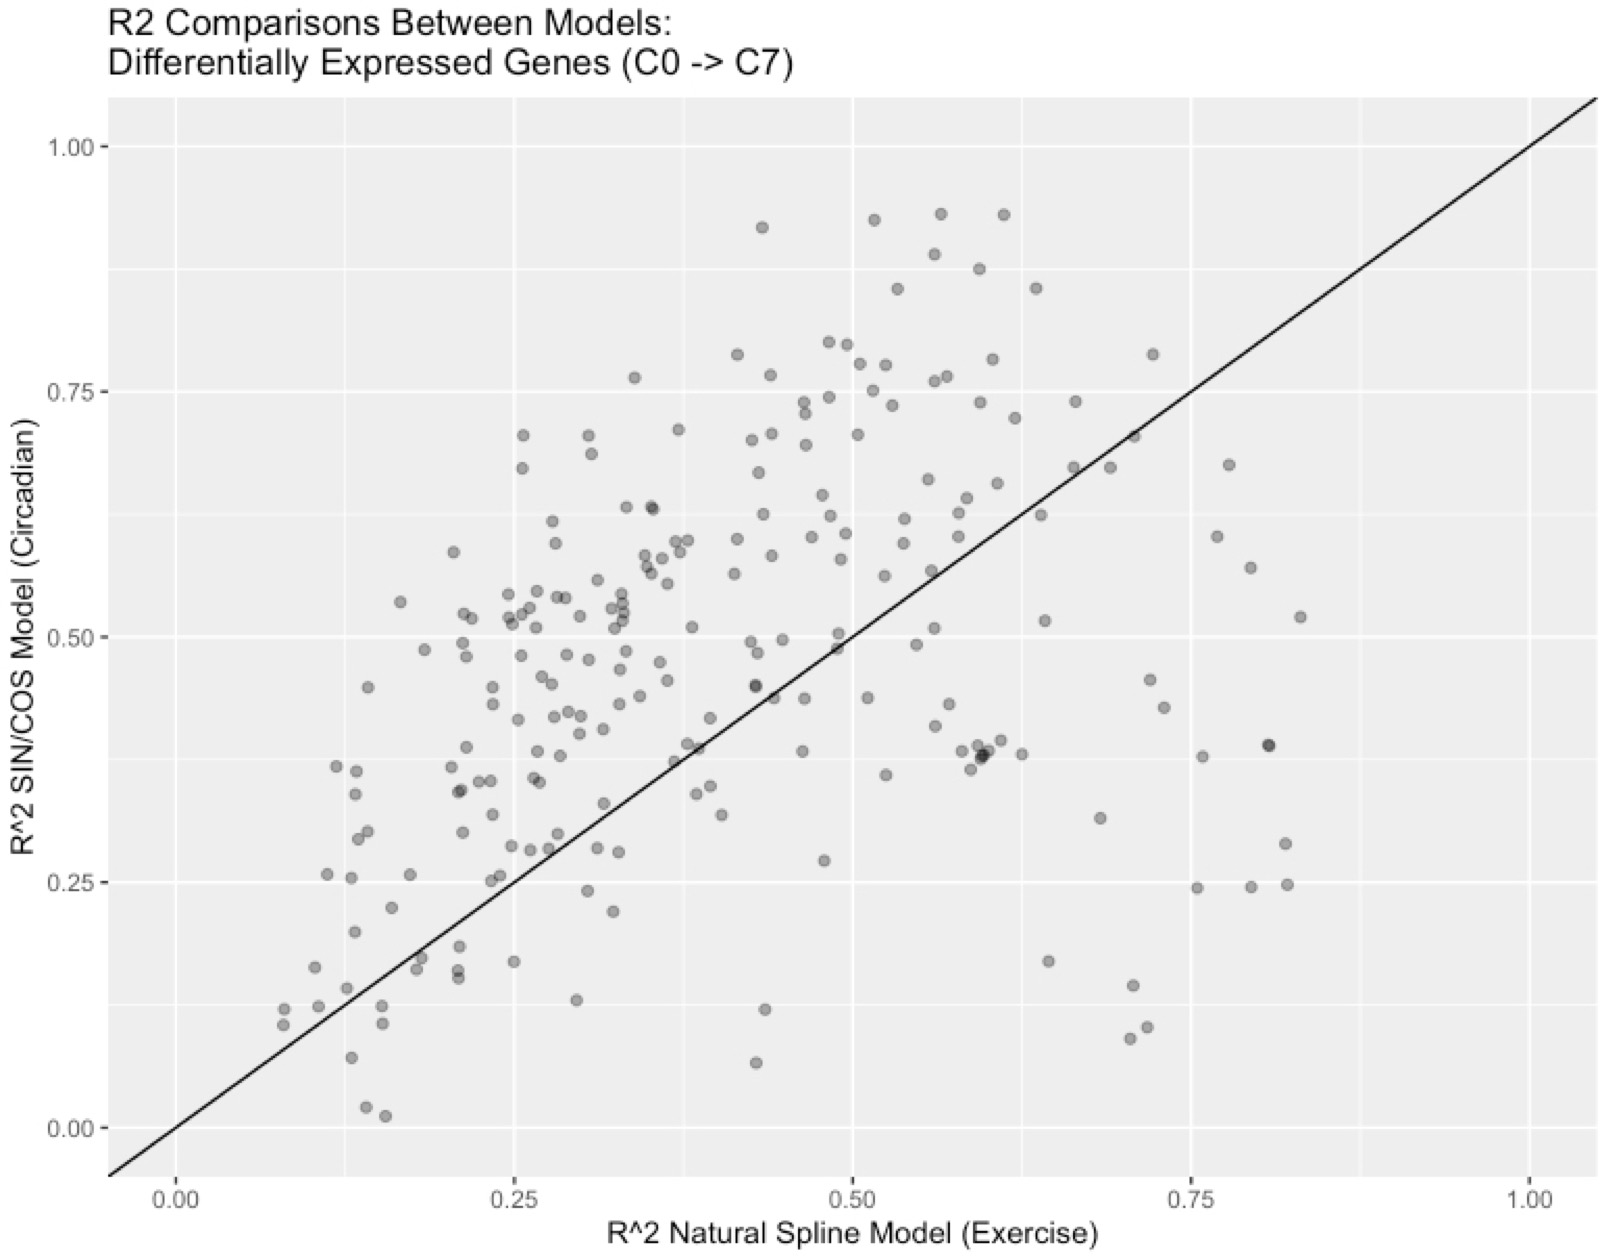 R2 Comparisons Between Models:
Differentially Expressed Genes (C0 -> C7)
R^2 SIN/COS Model (Circadian)
1.00
0.75
0.50
0.25
0.00
0.00 0.25 0.50 0.75 1.00
R^2 Natural Spline Model (Exercise)